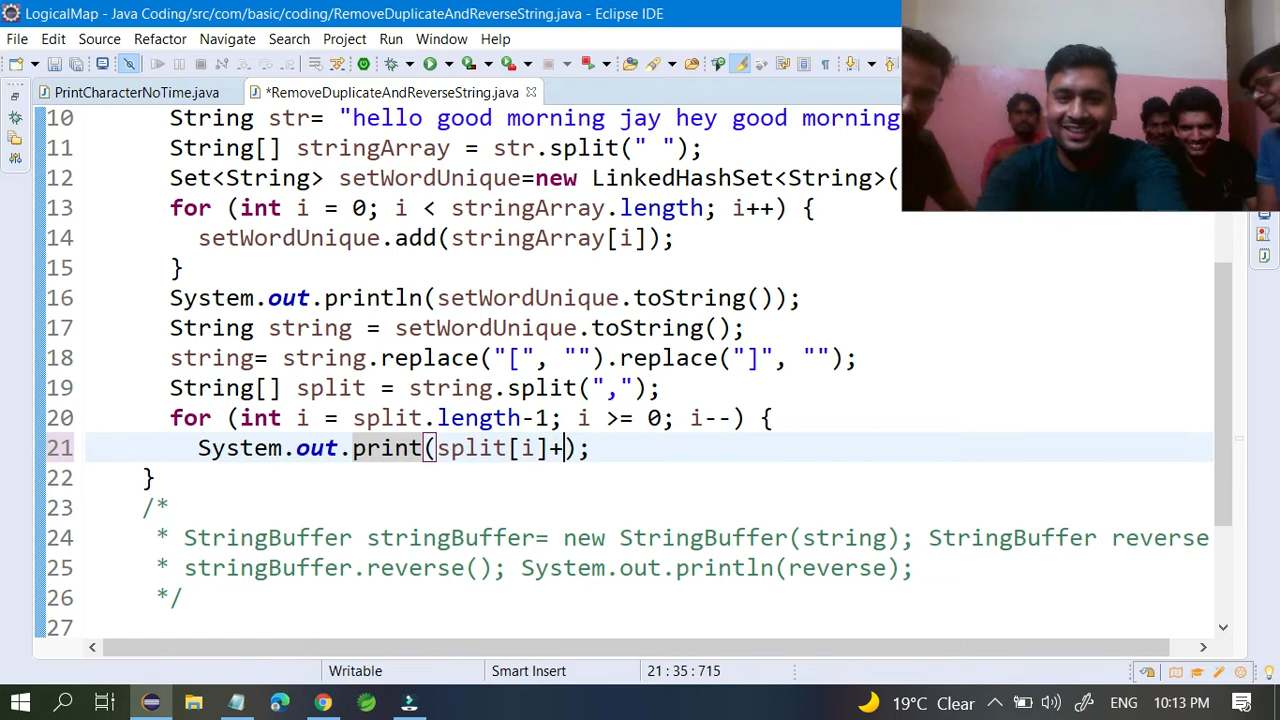 LogicalMap - Java Coding/src/com/basic/coding/RemoveDuplicateAndReverseString.java - Eclipse IDE
File Edit Source Refactor Navigate Search Project Run Window Help
PrintCharacterNoTime.java *RemoveDuplicateAndReverseString.java
10 String str= "hello good morning jay hey good morning
11 String[] stringArray = str.split(" ");
12 Set<String> setWordUnique=new LinkedHashSet<String>(
13 for (int i = 0; i < stringArray.length; i++) {
14 setWordUnique.add(stringArray[i]);
15 }
16 System.out.println(setWordUnique.toString());
17 String string = setWordUnique.toString();
18 string= string.replace("[", "").replace("]", "");
19 String[] split = string.split(",");
20 for (int i = split.length-1; i >= 0; i--) {
21 System.out.print(split[i]+);
22 }
23 /*
24 * StringBuffer stringBuffer= new StringBuffer(string); StringBuffer reverse
25 * stringBuffer.reverse(); System.out.println(reverse);
26 */
27
Writable Smart Insert 21 : 35 : 715
19°C Clear ENG 10:13 PM